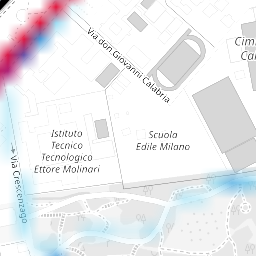 Via don Giovanni Calabria
Istituto
Tecnico
Tecnologico
Ettore Molinari
Scuola
Edile Milano
Via Crescenzago